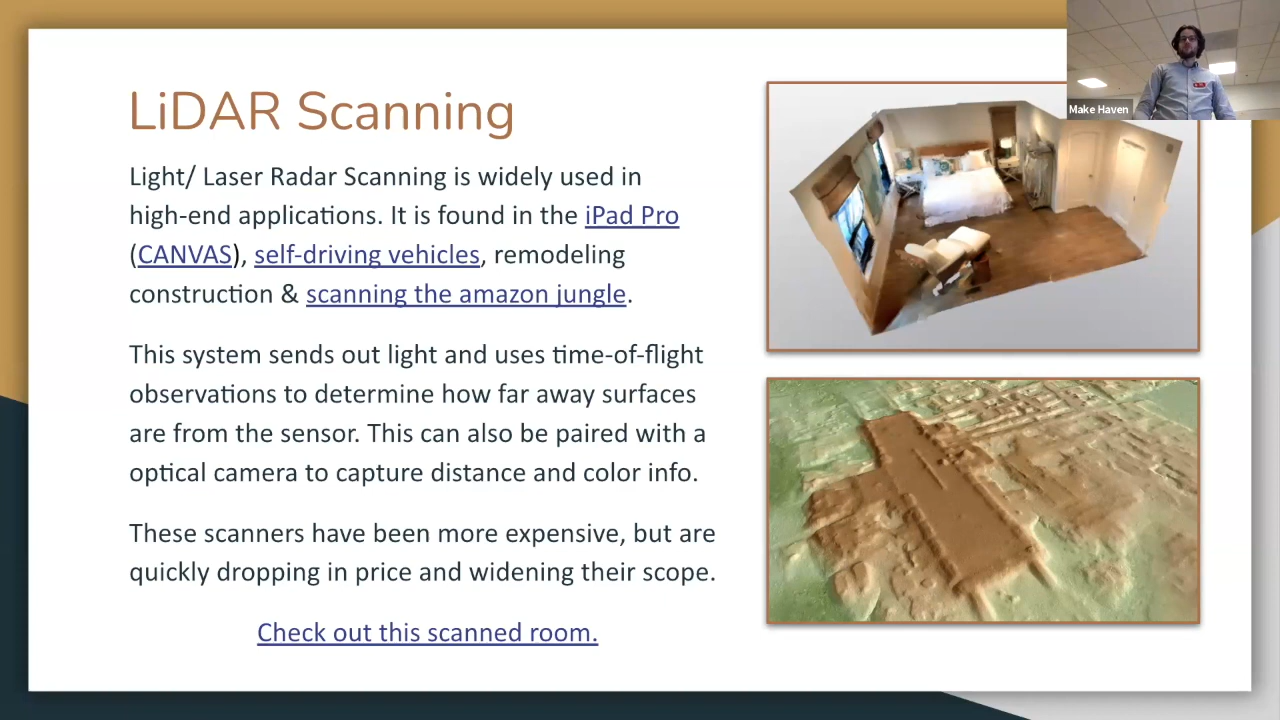 LiDAR Scanning
Make Haven
Light/ Laser Radar Scanning is widely used in
high-end applications. It is found in the iPad Pro
(CANVAS), self-driving vehicles, remodeling
construction & scanning the amazon jungle.
This system sends out light and uses time-of-flight
observations to determine how far away surfaces
are from the sensor. This can also be paired with a
optical camera to capture distance and color info.
These scanners have been more expensive, but are
quickly dropping in price and widening their scope.
Check out this scanned room.